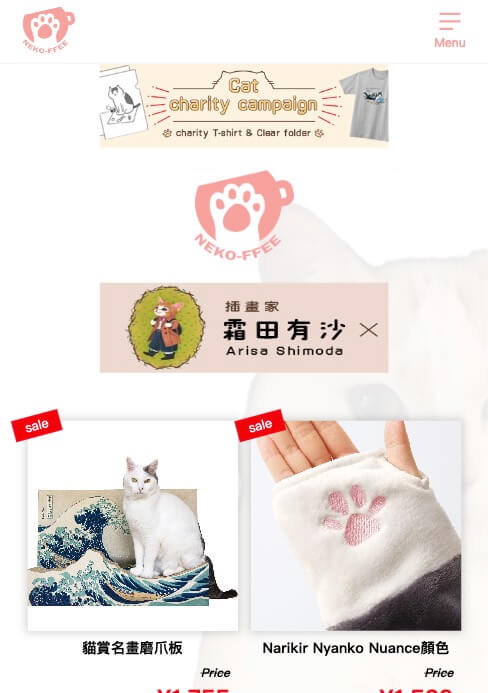 NEKO-FFEE
Menu
Cat
charity campaign
charity T-shirt & Clear folder
NEKO-FFEE
插畫家
霜田有沙 ×
Arisa Shimoda
sale
sale
貓賞名畫磨爪板
Narikir Nyanko Nuance顏色
Price
Price